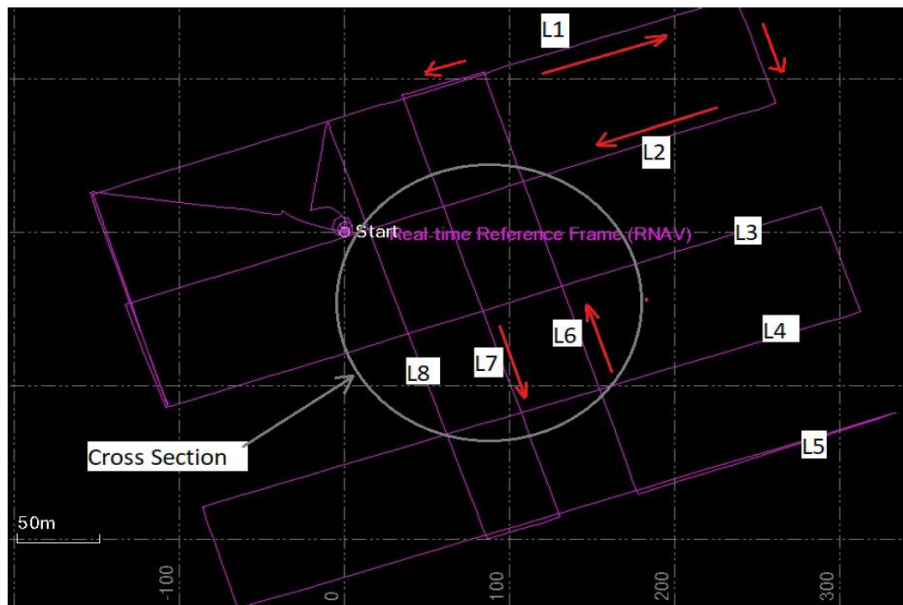 L1
L2
Start
Real-time Reference Frame (RNAV)
L3
L4
L6
L7
L8
Cross Section
L5
50m
-100
0
100
200
300